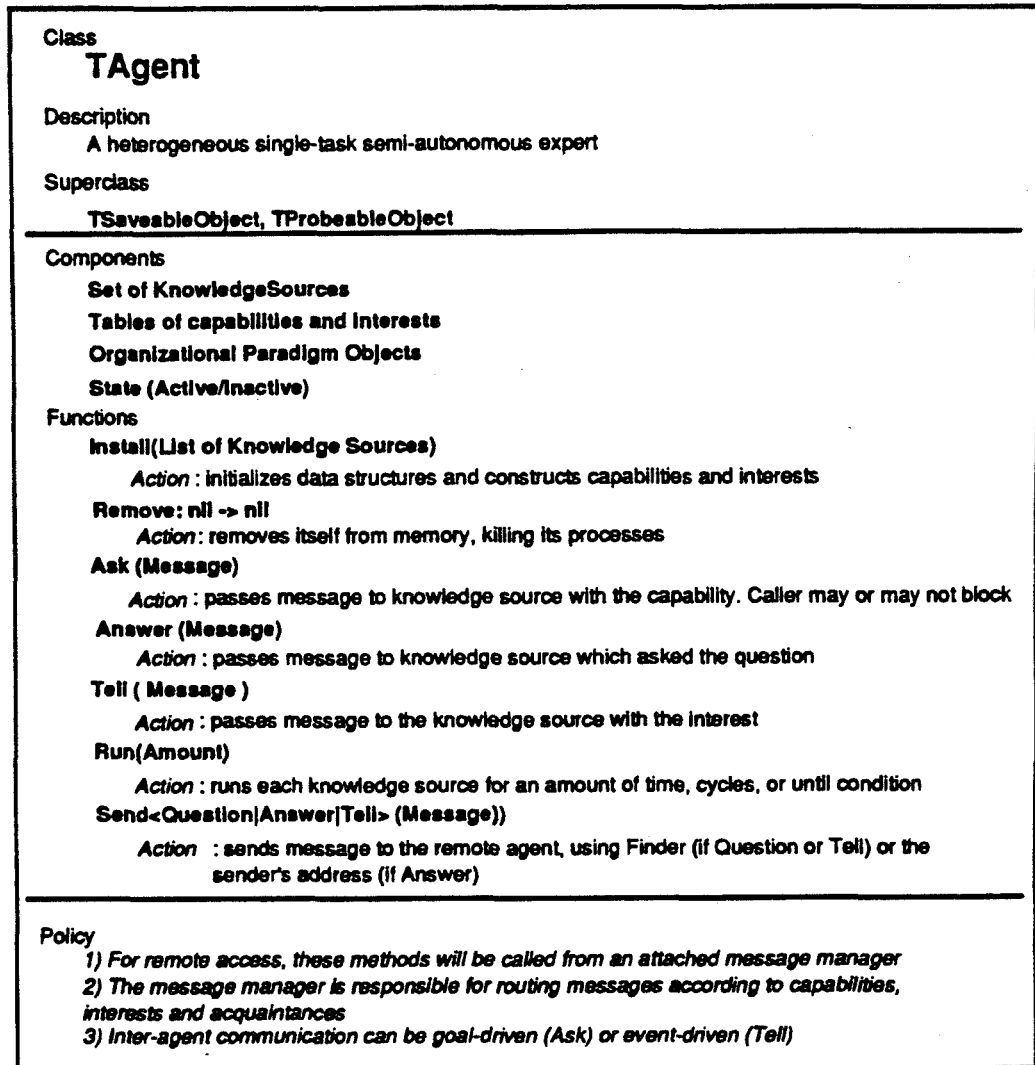 Class
TAgent
Description
A heterogeneous single-task semi-autonomous expert
Superclass
TSaveableObject, TProbeableObject
Components
Set of KnowledgeSources
Tables of capabilities and interests
Organizational Paradigm Objects
State (Active/Inactive)
Functions
Install(List of Knowledge Sources)
Action : initializes data structures and constructs capabilities and interests
Remove: nil -> nil
Action : removes itself from memory, killing its processes
Ask (Message)
Action : passes message to knowledge source with the capability. Caller may or may not block
Answer (Message)
Action : passes message to knowledge source which asked the question
Tell ( Message )
Action : passes message to the knowledge source with the interest
Run(Amount)
Action : runs each knowledge source for an amount of time, cycles, or until condition
Send<Question|Answer|Tell> (Message))
Action : sends message to the remote agent, using Finder (if Question or Tell) or the
sender's address (if Answer)
Policy
1) For remote access, these methods will be called from an attached message manager
2) The message manager is responsible for routing messages according to capabilities,
interests and acquaintances
3) Inter-agent communication can be goal-driven (Ask) or event-driven (Tell)